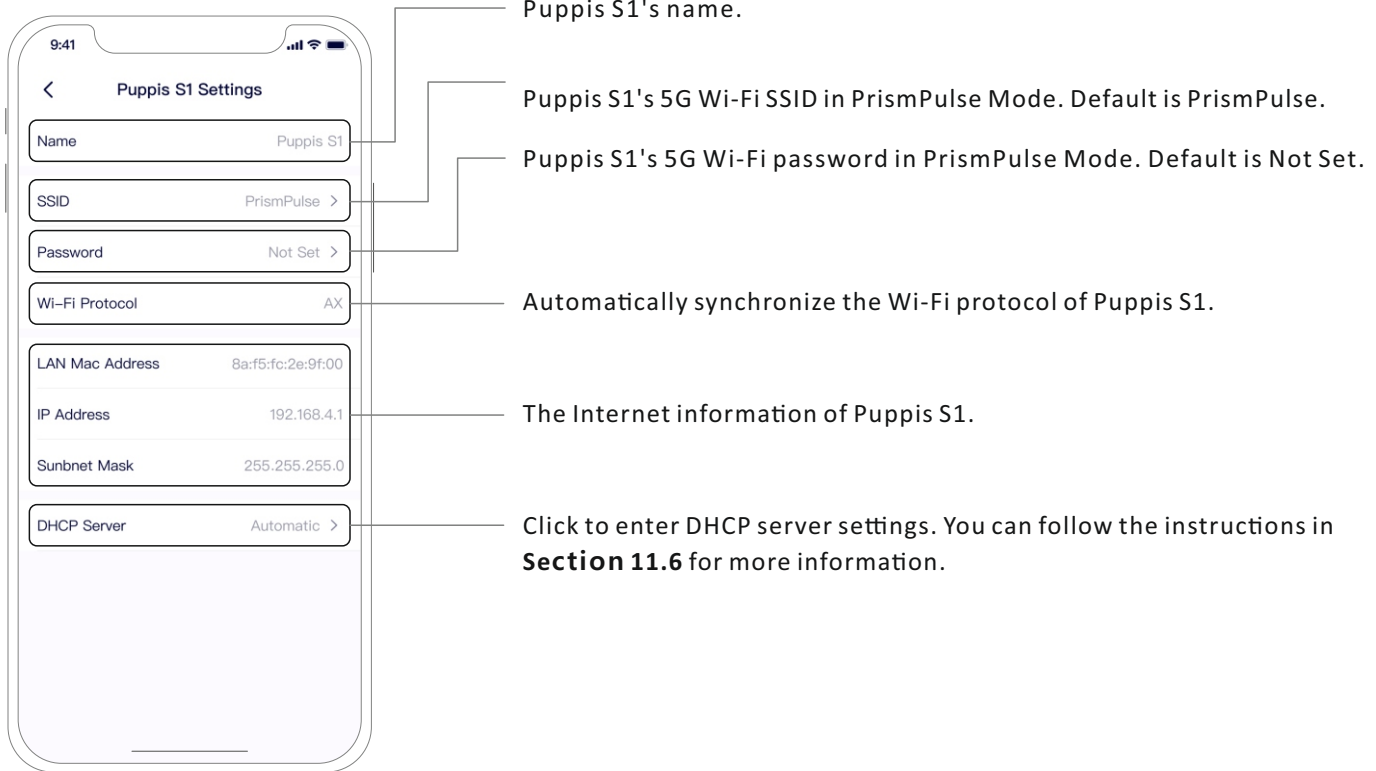 Puppis S1's name.
9:41
Puppis S1 Settings
Name Puppis S1
Puppis S1's 5G Wi-Fi SSID in PrismPulse Mode. Default is PrismPulse.
Puppis S1's 5G Wi-Fi password in PrismPulse Mode. Default is Not Set.
SSID PrismPulse >
Password Not Set >
Wi-Fi Protocol AX
Automatically synchronize the Wi-Fi protocol of Puppis S1.
LAN Mac Address 8a:f5:fc:2e:9f:00
IP Address 192.168.4.1
Sunbnet Mask 255.255.255.0
The Internet information of Puppis S1.
DHCP Server Automatic >
Click to enter DHCP server settings. You can follow the instructions in
Section 11.6 for more information.